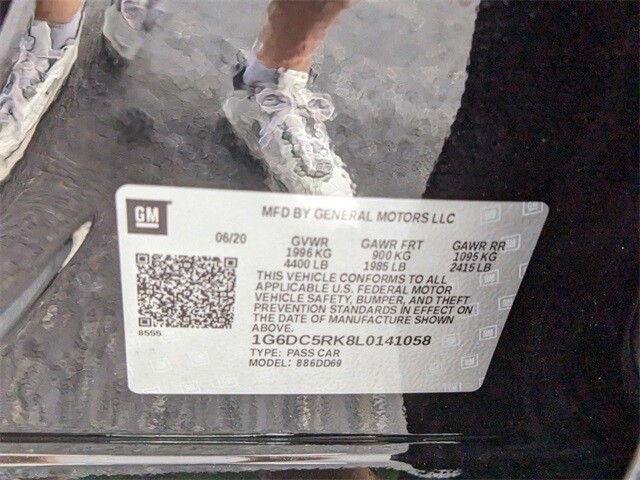 GM
MFD BY GENERAL MOTORS LLC
06/20 GVWR GAWR FRT GAWR RR
1996 KG 900 KG 1095 KG
4400 LB 1985 LB 2415 LB
THIS VEHICLE CONFORMS TO ALL
APPLICABLE U.S. FEDERAL MOTOR
VEHICLE SAFETY, BUMPER, AND THEFT
PREVENTION STANDARDS IN EFFECT ON
THE DATE OF MANUFACTURE SHOWN
ABOVE.
8555
1G6DC5RK8L0141058
TYPE: PASS CAR
MODEL: 886DD69